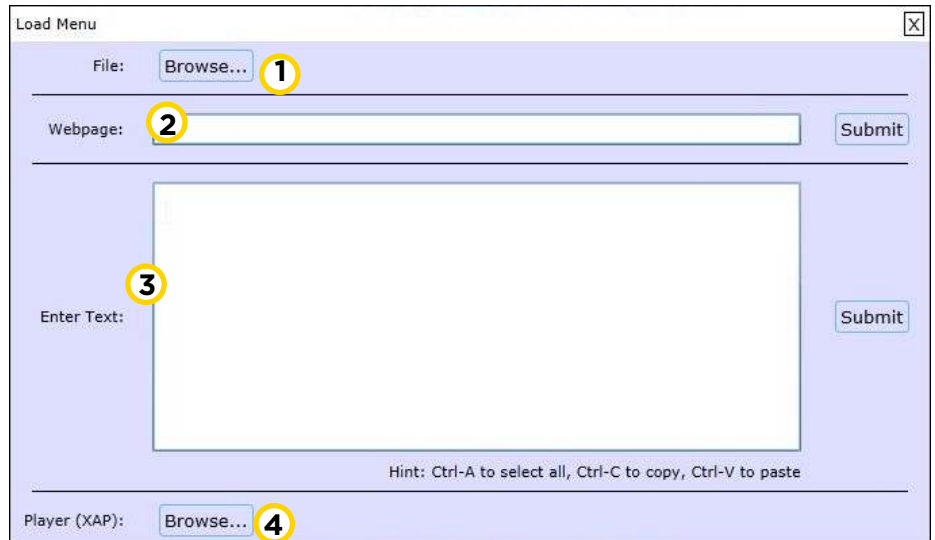 Load Menu X
File: Browse... 1
Webpage: 2 Submit
3
Enter Text: Submit
Hint: Ctrl-A to select all, Ctrl-C to copy, Ctrl-V to paste
Player (XAP): Browse... 4